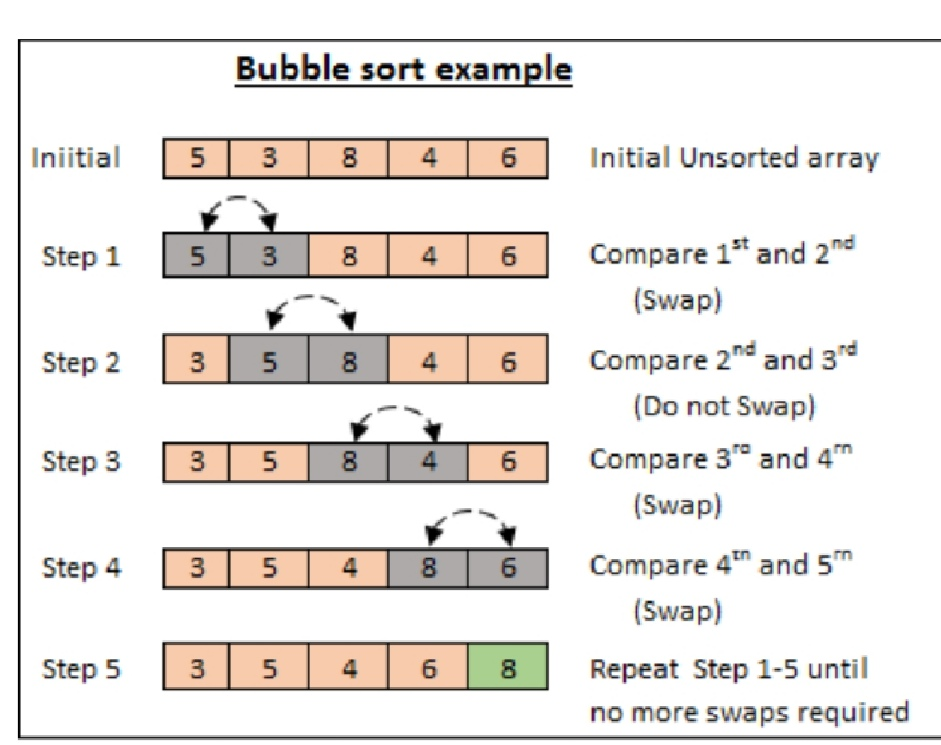 Bubble sort example
Iniitial 5 3 8 4 6 Initial Unsorted array
Step 1 5 3 8 4 6 Compare 1st and 2nd
(Swap)
Step 2 3 5 8 4 6 Compare 2nd and 3rd
(Do not Swap)
Step 3 3 5 8 4 6 Compare 3rd and 4th
(Swap)
Step 4 3 5 4 8 6 Compare 4th and 5th
(Swap)
Step 5 3 5 4 6 8 Repeat Step 1-5 until
no more swaps required